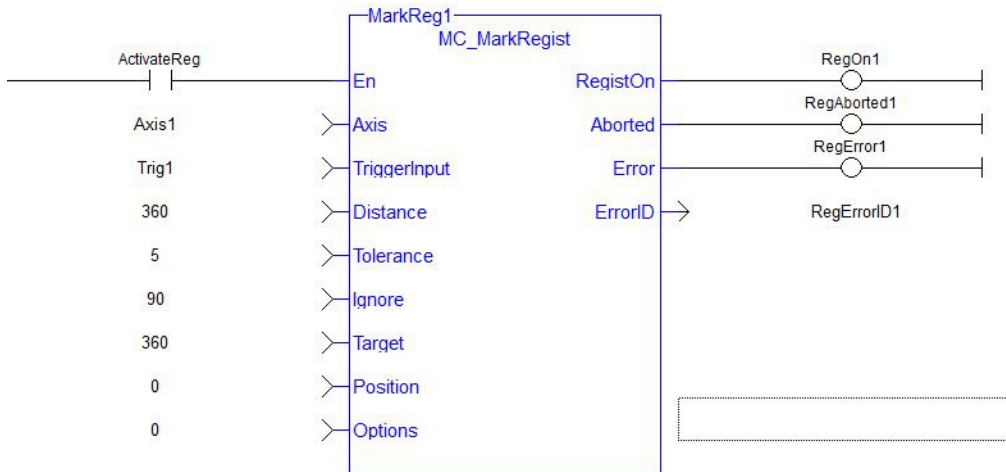 MarkReg1
MC_MarkRegist
ActivateReg
En
RegistOn
RegOn1
Axis1
Axis
Aborted
RegAborted1
Trig1
TriggerInput
Error
RegError1
360
Distance
ErrorID
RegErrorID1
5
Tolerance
90
Ignore
360
Target
0
Position
0
Options